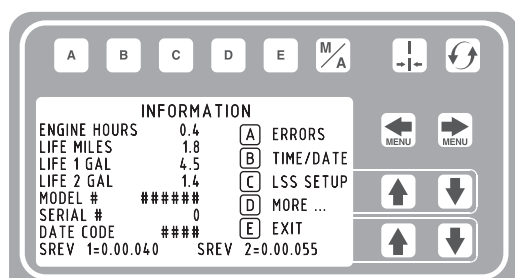 A B C D E M/A
INFORMATION
ENGINE HOURS 0.4
LIFE MILES 1.8
LIFE 1 GAL 4.5
LIFE 2 GAL 1.4
MODEL # ######
SERIAL # 0
DATE CODE ####
SREV 1=0.00.040 SREV 2=0.00.055
A ERRORS
B TIME/DATE
C LSS SETUP
D MORE ...
E EXIT
MENU MENU